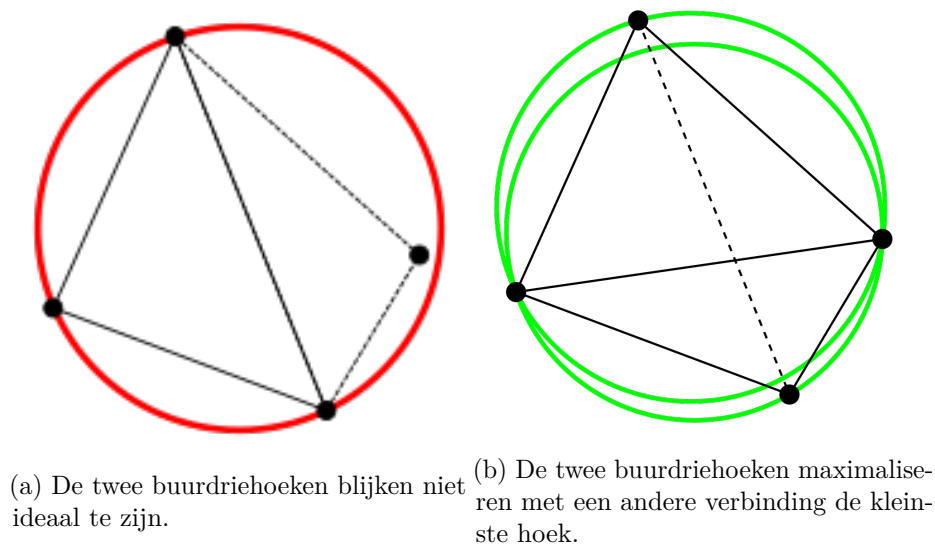 (a) De twee buurdriehoeken blijken niet
ideaal te zijn.
(b) De twee buurdriehoeken maximalise-
ren met een andere verbinding de klein-
ste hoek.